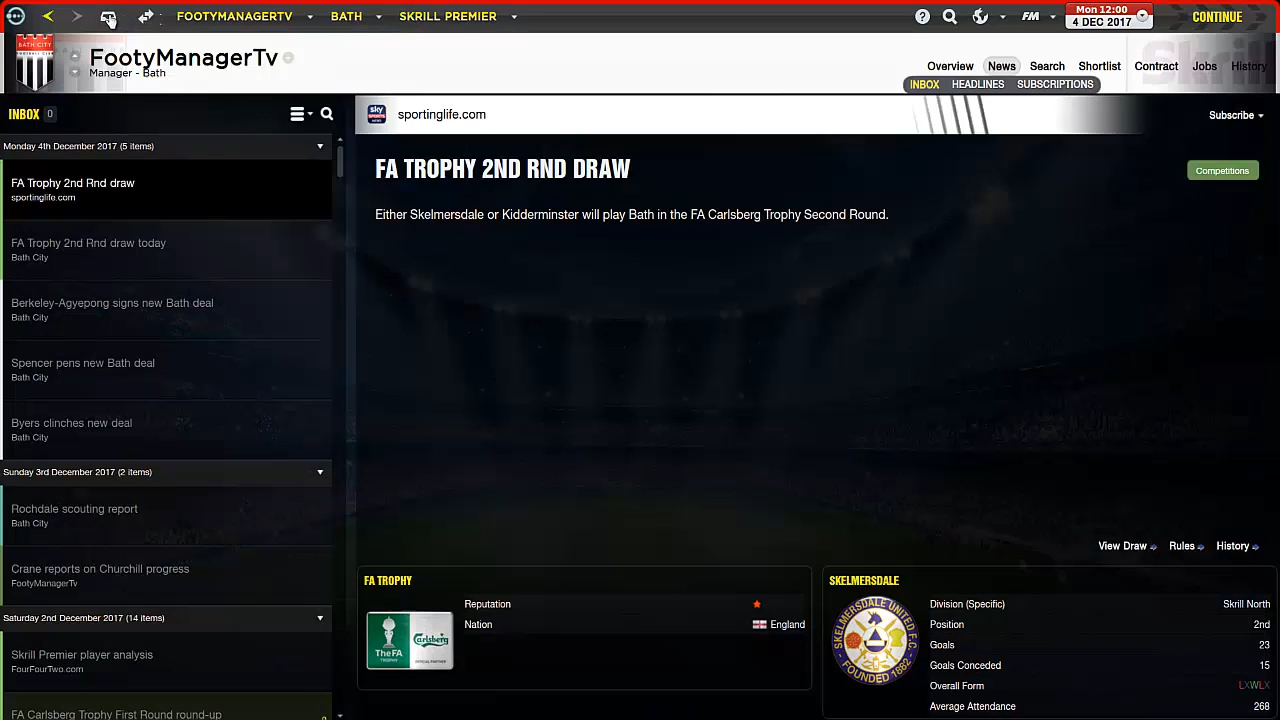 FOOTYMANAGERTV BATH SKRILL PREMIER
FM
Mon 12:00
4 DEC 2017
CONTINUE
BATH CITY
FootyManagerTv
Manager - Bath
Overview News Search Shortlist Contract Jobs History
INBOX HEADLINES SUBSCRIPTIONS
INBOX 0
sky SPORTS NEWS
sportinglife.com
Subscribe
Monday 4th December 2017 (5 items)
FA Trophy 2nd Rnd draw
sportinglife.com
FA Trophy 2nd Rnd draw today
Bath City
Berkeley-Agyepong signs new Bath deal
Bath City
Spencer pens new Bath deal
Bath City
Byers clinches new deal
Bath City
Sunday 3rd December 2017 (2 items)
Rochdale scouting report
Bath City
Crane reports on Churchill progress
FootyManagerTv
Saturday 2nd December 2017 (14 items)
Skrill Premier player analysis
FourFourTwo.com
FA Carlsberg Trophy First Round round-up
FA TROPHY 2ND RND DRAW
Competitions
Either Skelmersdale or Kidderminster will play Bath in the FA Carlsberg Trophy Second Round.
View Draw Rules History
FA TROPHY
The FA TROPHY
Carlsberg
OFFICIAL PARTNER
Reputation
Nation England
SKELMERSDALE
SKELMERSDALE UNITED F.C.
FOUNDED 1882
Division (Specific) Skrill North
Position 2nd
Goals 23
Goals Conceded 15
Overall Form LXWLX
Average Attendance 268